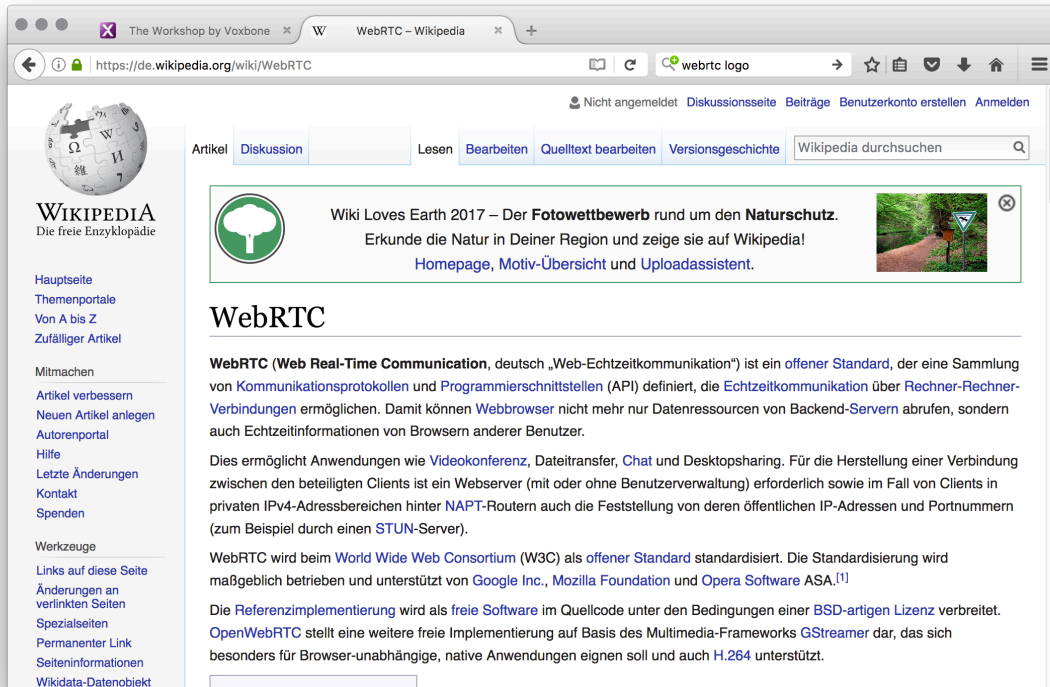 The Workshop by Voxbone
WebRTC – Wikipedia
https://de.wikipedia.org/wiki/WebRTC
webrtc logo
Nicht angemeldet Diskussionsseite Beiträge Benutzerkonto erstellen Anmelden
Artikel Diskussion Lesen Bearbeiten Quelltext bearbeiten Versionsgeschichte Wikipedia durchsuchen
WIKIPEDIA
Die freie Enzyklopädie
Hauptseite
Themenportale
Von A bis Z
Zufälliger Artikel
Mitmachen
Artikel verbessern
Neuen Artikel anlegen
Autorenportal
Hilfe
Letzte Änderungen
Kontakt
Spenden
Werkzeuge
Links auf diese Seite
Änderungen an
verlinkten Seiten
Spezialseiten
Permanenter Link
Seiteninformationen
Wikidata-Datenobjekt
Wiki Loves Earth 2017 – Der Fotowettbewerb rund um den Naturschutz.
Erkunde die Natur in Deiner Region und zeige sie auf Wikipedia!
Homepage, Motiv-Übersicht und Uploadassistent.
WebRTC
WebRTC (Web Real-Time Communication, deutsch „Web-Echtzeitkommunikation“) ist ein offener Standard, der eine Sammlung
von Kommunikationsprotokollen und Programmierschnittstellen (API) definiert, die Echtzeitkommunikation über Rechner-Rechner-
Verbindungen ermöglichen. Damit können Webbrowser nicht mehr nur Datenressourcen von Backend-Servern abrufen, sondern
auch Echtzeitinformationen von Browsern anderer Benutzer.
Dies ermöglicht Anwendungen wie Videokonferenz, Dateitransfer, Chat und Desktopsharing. Für die Herstellung einer Verbindung
zwischen den beteiligten Clients ist ein Webserver (mit oder ohne Benutzerverwaltung) erforderlich sowie im Fall von Clients in
privaten IPv4-Adressbereichen hinter NAPT-Routern auch die Feststellung von deren öffentlichen IP-Adressen und Portnummern
(zum Beispiel durch einen STUN-Server).
WebRTC wird beim World Wide Web Consortium (W3C) als offener Standard standardisiert. Die Standardisierung wird
maßgeblich betrieben und unterstützt von Google Inc., Mozilla Foundation und Opera Software ASA.[1]
Die Referenzimplementierung wird als freie Software im Quellcode unter den Bedingungen einer BSD-artigen Lizenz verbreitet.
OpenWebRTC stellt eine weitere freie Implementierung auf Basis des Multimedia-Frameworks GStreamer dar, das sich
besonders für Browser-unabhängige, native Anwendungen eignen soll und auch H.264 unterstützt.